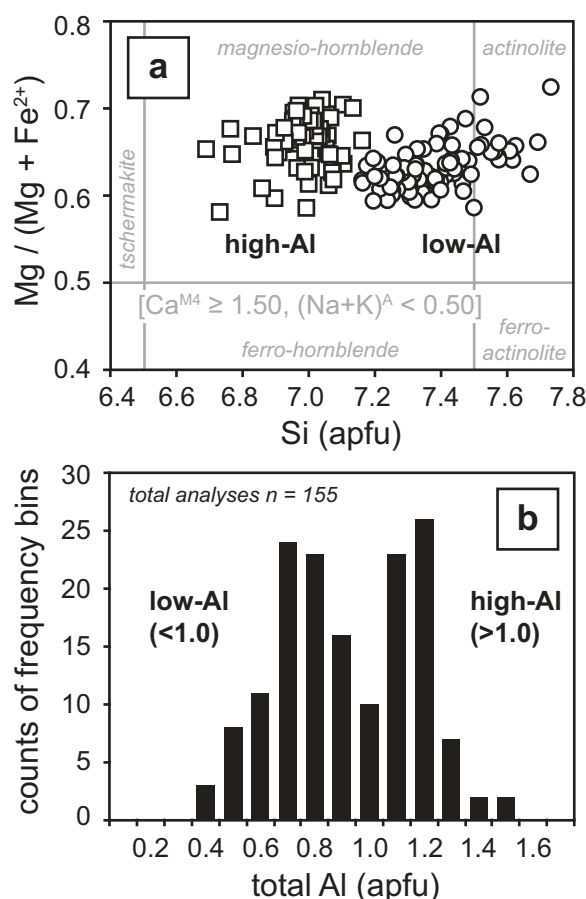 0.8
a
magnesio-hornblende
actinolite
0.7
Mg / (Mg + Fe²⁺)
0.6
tschermakite
high-Al
low-Al
0.5
[Caᴹ⁴ ≥ 1.50, (Na+K)ᴬ < 0.50]
ferro-hornblende
ferro-
actinolite
0.4
6.4 6.6 6.8 7.0 7.2 7.4 7.6 7.8
Si (apfu)
30
total analyses n = 155
b
25
low-Al
(<1.0)
high-Al
(>1.0)
20
15
10
5
0
counts of frequency bins
0.2 0.4 0.6 0.8 1.0 1.2 1.4 1.6
total Al (apfu)